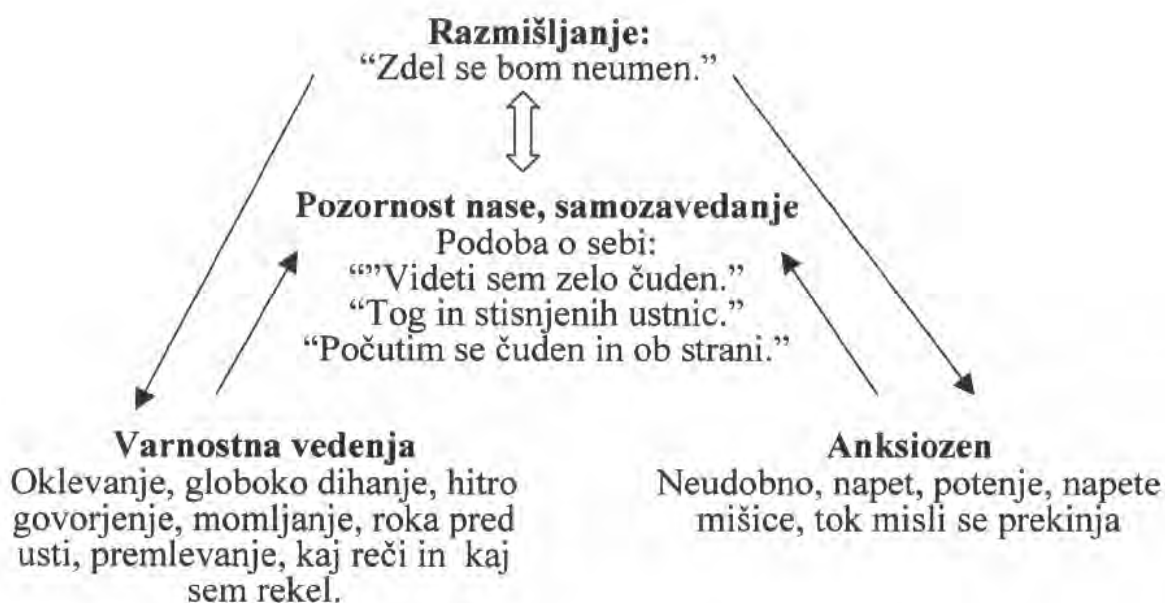 Razmišljanje:
“Zdel se bom neumen.”
Pozornost nase, samozavedanje
Podoba o sebi:
“”Videti sem zelo čuden.”
“Tog in stisnjenih ustnic.”
“Počutim se čuden in ob strani.”
Varnostna vedenja
Oklevanje, globoko dihanje, hitro
govorjenje, momljanje, roka pred
usti, premlevanje, kaj reči in kaj
sem rekel.
Anksiozen
Neudobno, napet, potenje, napete
mišice, tok misli se prekinja